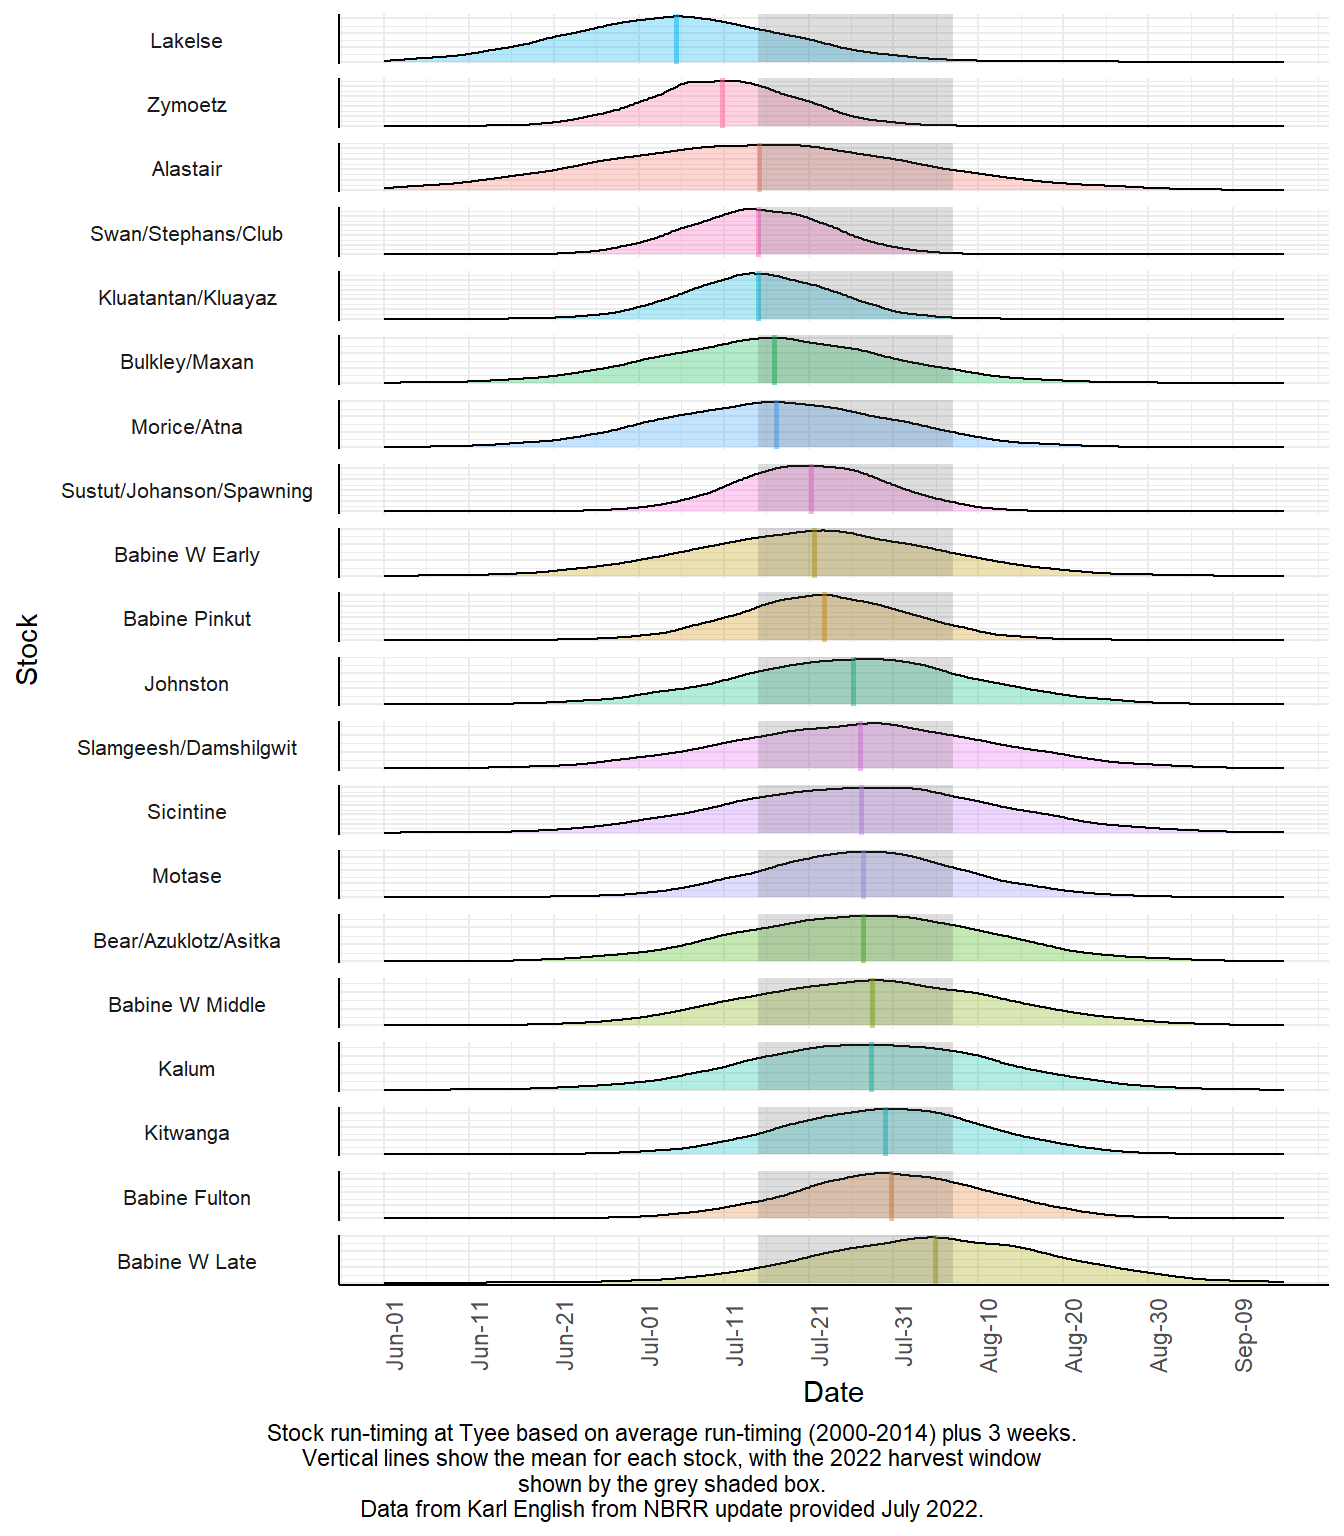 Lakelse
Zymoetz
Alastair
Swan/Stephans/Club
Kluatantan/Kluayaz
Bulkley/Maxan
Morice/Atna
Sustut/Johanson/Spawning
Babine W Early
Babine Pinkut
Johnston
Slamgeesh/Damshilgwit
Sicintine
Motase
Bear/Azuklotz/Asitka
Babine W Middle
Kalum
Kitwanga
Babine Fulton
Babine W Late
Stock
Jun-01
Jun-11
Jun-21
Jul-01
Jul-11
Jul-21
Jul-31
Aug-10
Aug-20
Aug-30
Sep-09
Date
Stock run-timing at Tyee based on average run-timing (2000-2014) plus 3 weeks.
Vertical lines show the mean for each stock, with the 2022 harvest window
shown by the grey shaded box.
Data from Karl English from NBRR update provided July 2022.